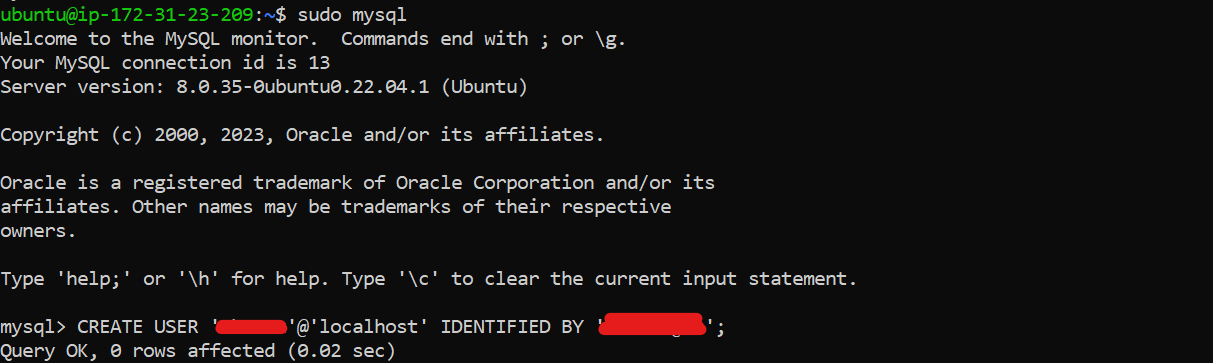 ubuntu@ip-172-31-23-209:~$ sudo mysql
Welcome to the MySQL monitor.  Commands end with ; or \g.
Your MySQL connection id is 13
Server version: 8.0.35-0ubuntu0.22.04.1 (Ubuntu)
Copyright (c) 2000, 2023, Oracle and/or its affiliates.
Oracle is a registered trademark of Oracle Corporation and/or its
affiliates. Other names may be trademarks of their respective
owners.
Type 'help;' or '\h' for help. Type '\c' to clear the current input statement.
mysql> CREATE USER ''@'localhost' IDENTIFIED BY '';
Query OK, 0 rows affected (0.02 sec)